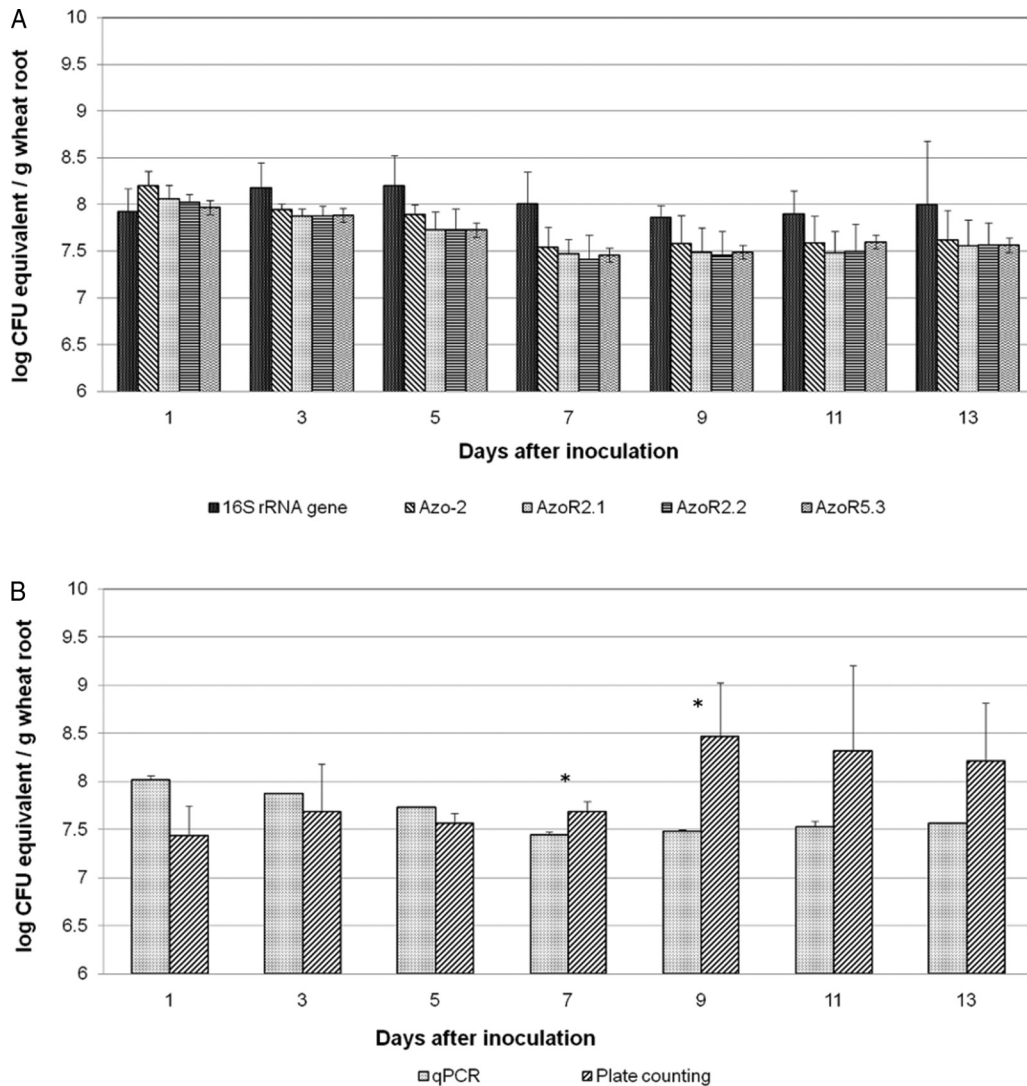 A
log CFU equivalent / g wheat root
10
9.5
9
8.5
8
7.5
7
6.5
6
1 3 5 7 9 11 13
Days after inoculation
16S rRNA gene Azo-2 AzoR2.1 AzoR2.2 AzoR5.3
B
log CFU equivalent / g wheat root
10
9.5
9
8.5
8
7.5
7
6.5
6
*
*
1 3 5 7 9 11 13
Days after inoculation
qPCR Plate counting